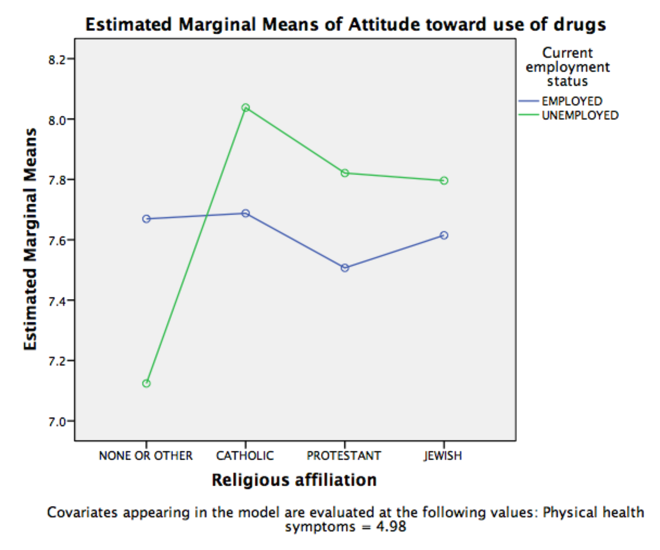 Estimated Marginal Means of Attitude toward use of drugs
Estimated Marginal Means
8.2
8.0
7.8
7.6
7.4
7.2
7.0
NONE OR OTHER
CATHOLIC
PROTESTANT
JEWISH
Religious affiliation
Current
employment
status
EMPLOYED
UNEMPLOYED
Covariates appearing in the model are evaluated at the following values: Physical health
symptoms = 4.98